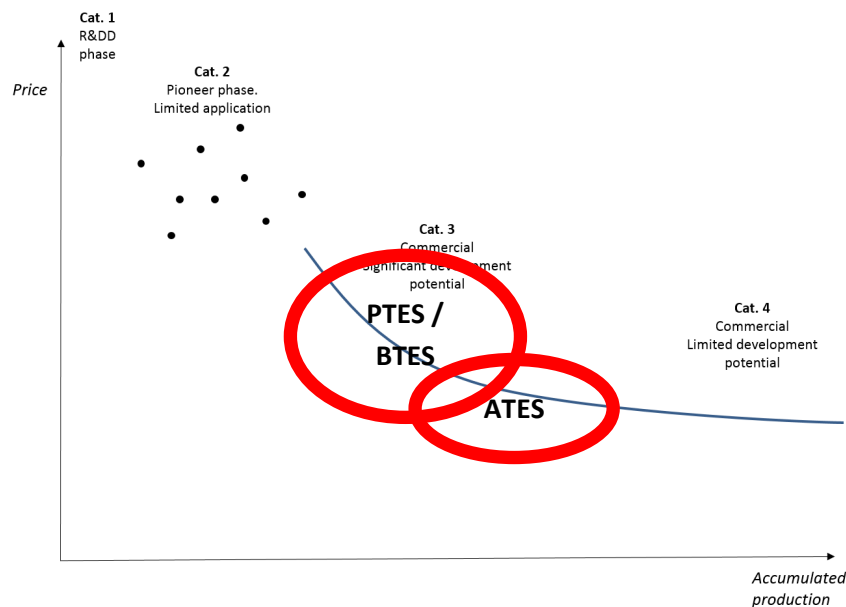 Cat. 1
R&DD
phase
Price
Cat. 2
Pioneer phase.
Limited application
Cat. 3
Commercial
Significant development
potential
PTES /
BTES
ATES
Cat. 4
Commercial
Limited development
potential
Accumulated
production